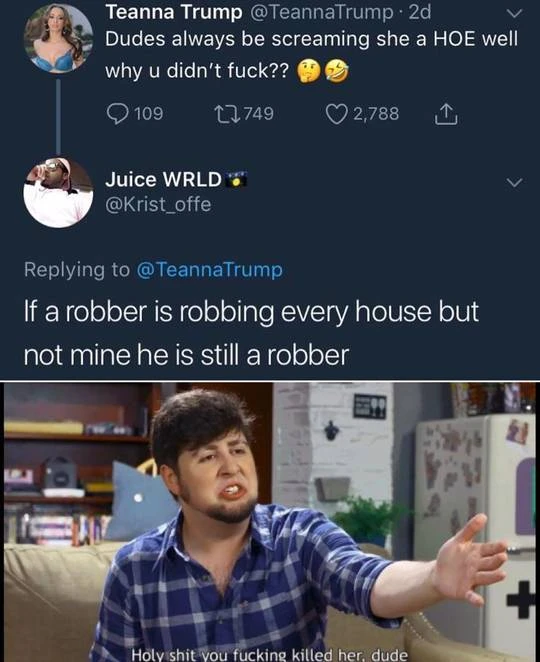 Teanna Trump @TeannaTrump · 2d
Dudes always be screaming she a HOE well
why u didn't fuck?? 🤔🤣
109 749 2,788
Juice WRLD
@Krist_offe
Replying to @TeannaTrump
If a robber is robbing every house but
not mine he is still a robber
Holy shit you fucking killed her, dude